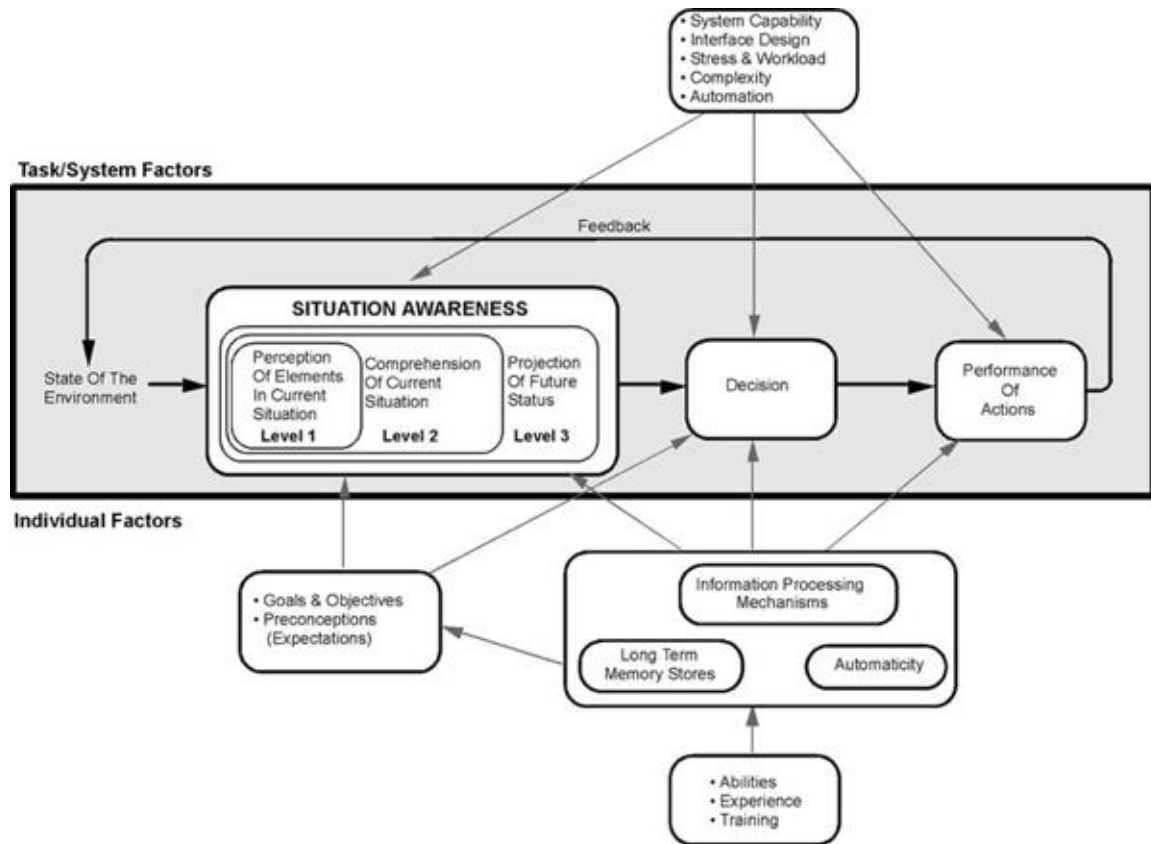 • System Capability
• Interface Design
• Stress & Workload
• Complexity
• Automation
Task/System Factors
Feedback
SITUATION AWARENESS
State Of The
Environment
Perception
Of Elements
In Current
Situation
Level 1
Comprehension
Of Current
Situation
Level 2
Projection
Of Future
Status
Level 3
Decision
Performance
Of
Actions
Individual Factors
• Goals & Objectives
• Preconceptions
(Expectations)
Information Processing
Mechanisms
Long Term
Memory Stores
Automaticity
• Abilities
• Experience
• Training